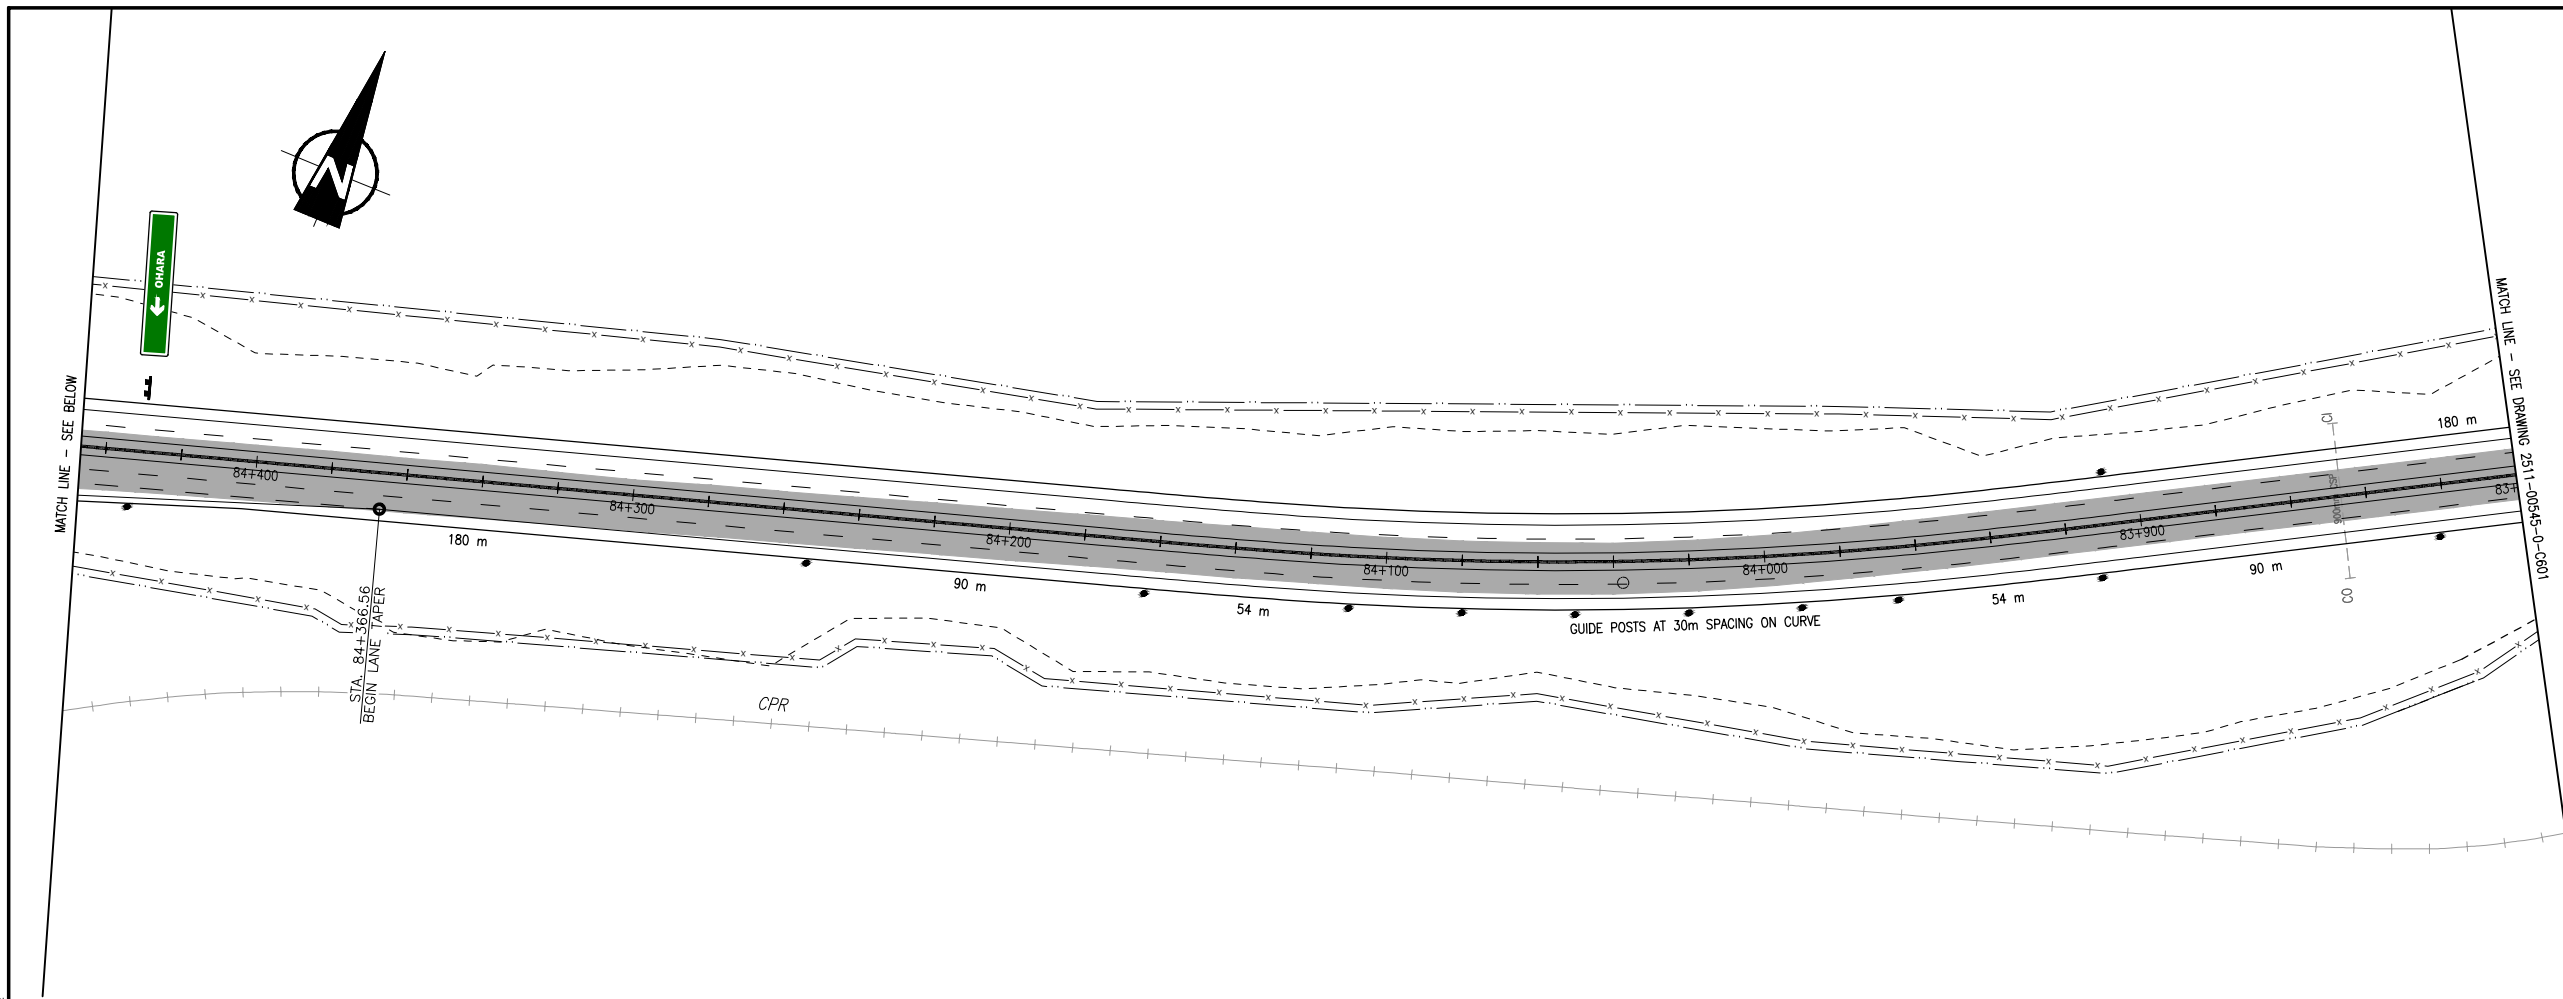 N
← OHARA
MATCH LINE - SEE BELOW
84+400
84+300
84+200
84+100
84+000
83+900
83+
180 m
90 m
54 m
54 m
90 m
180 m
GUIDE POSTS AT 30m SPACING ON CURVE
STA. 84+366.56
BEGIN LANE TAPER
CPR
CO
MATCH LINE - SEE DRAWING 2511-00545-0-C601